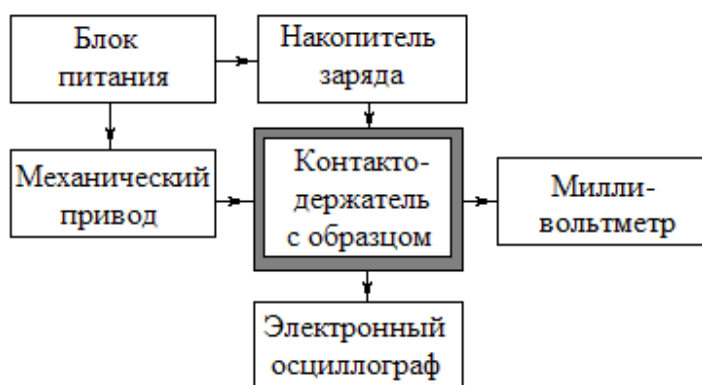 Блок
питания
Накопитель
заряда
Механический
привод
Контакто-
держатель
с образцом
Милли-
вольтметр
Электронный
осциллограф